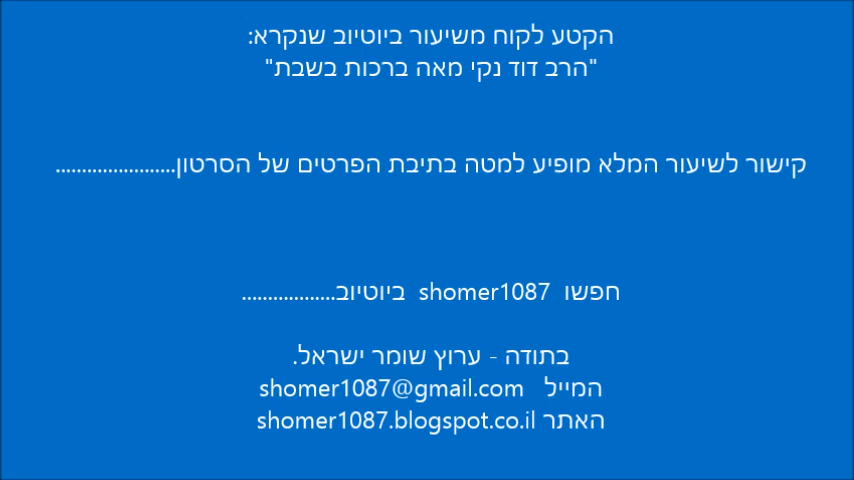 הקטע לקוח משיעור ביוטיוב שנקרא:
"הרב דוד נקי מאה ברכות בשבת"
קישור לשיעור המלא מופיע למטה בתיבת הפרטים של הסרטון.......................
חפשו  shomer1087  ביוטיוב..................
בתודה - ערוץ שומר ישראל.
המייל   shomer1087@gmail.com
האתר shomer1087.blogspot.co.il